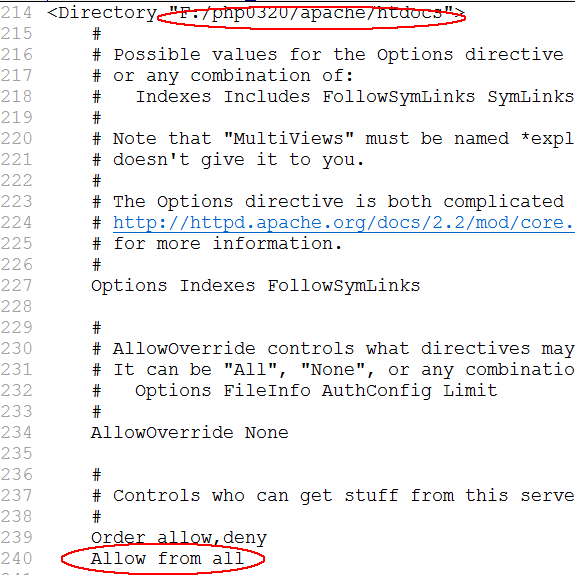 214 <Directory "F:/php0320/apache/htdocs">
215 #
216 # Possible values for the Options directive
217 # or any combination of:
218 #   Indexes Includes FollowSymLinks SymLinks
219 #
220 # Note that "MultiViews" must be named *expl
221 # doesn't give it to you.
222 #
223 # The Options directive is both complicated
224 # http://httpd.apache.org/docs/2.2/mod/core.
225 # for more information.
226 #
227 Options Indexes FollowSymLinks
228
229 #
230 # AllowOverride controls what directives may
231 # It can be "All", "None", or any combinatio
232 #   Options FileInfo AuthConfig Limit
233 #
234 AllowOverride None
235
236 #
237 # Controls who can get stuff from this serve
238 #
239 Order allow,deny
240 Allow from all